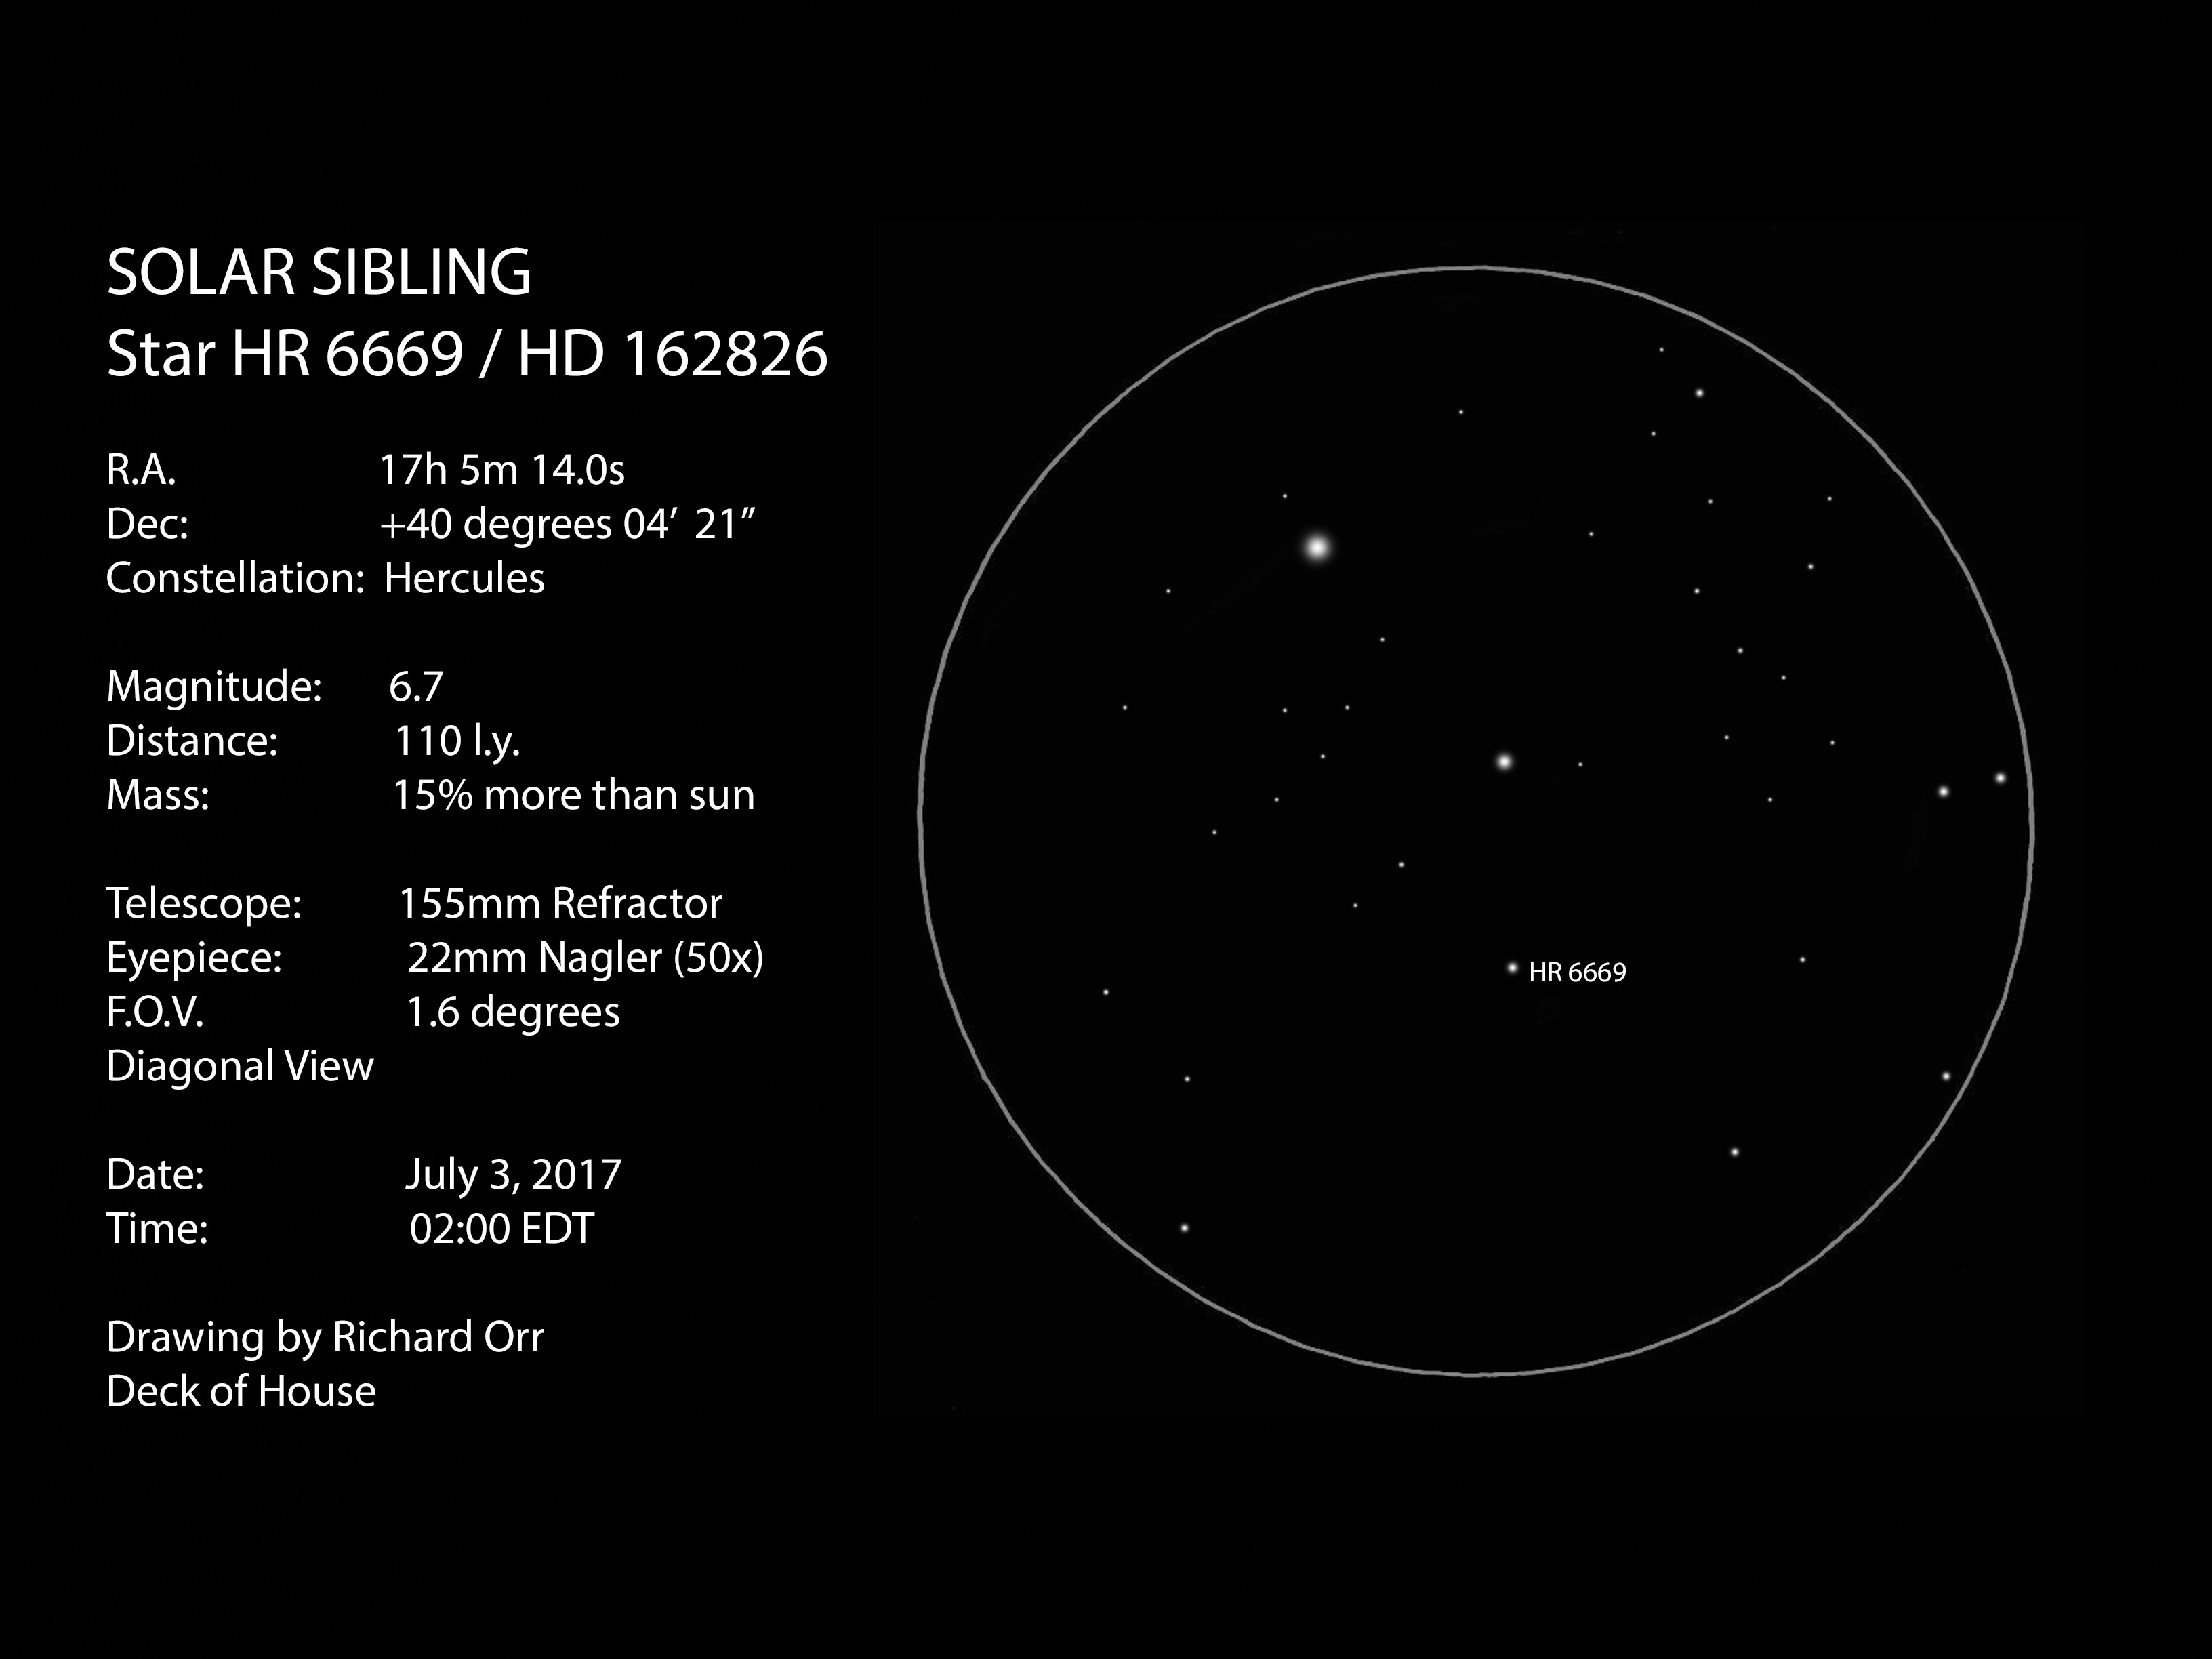 SOLAR SIBLING
Star HR 6669 / HD 162826
R.A. 17h 5m 14.0s
Dec: +40 degrees 04’ 21”
Constellation: Hercules
Magnitude: 6.7
Distance: 110 l.y.
Mass: 15% more than sun
Telescope: 155mm Refractor
Eyepiece: 22mm Nagler (50x)
F.O.V. 1.6 degrees
Diagonal View
Date: July 3, 2017
Time: 02:00 EDT
Drawing by Richard Orr
Deck of House
HR 6669